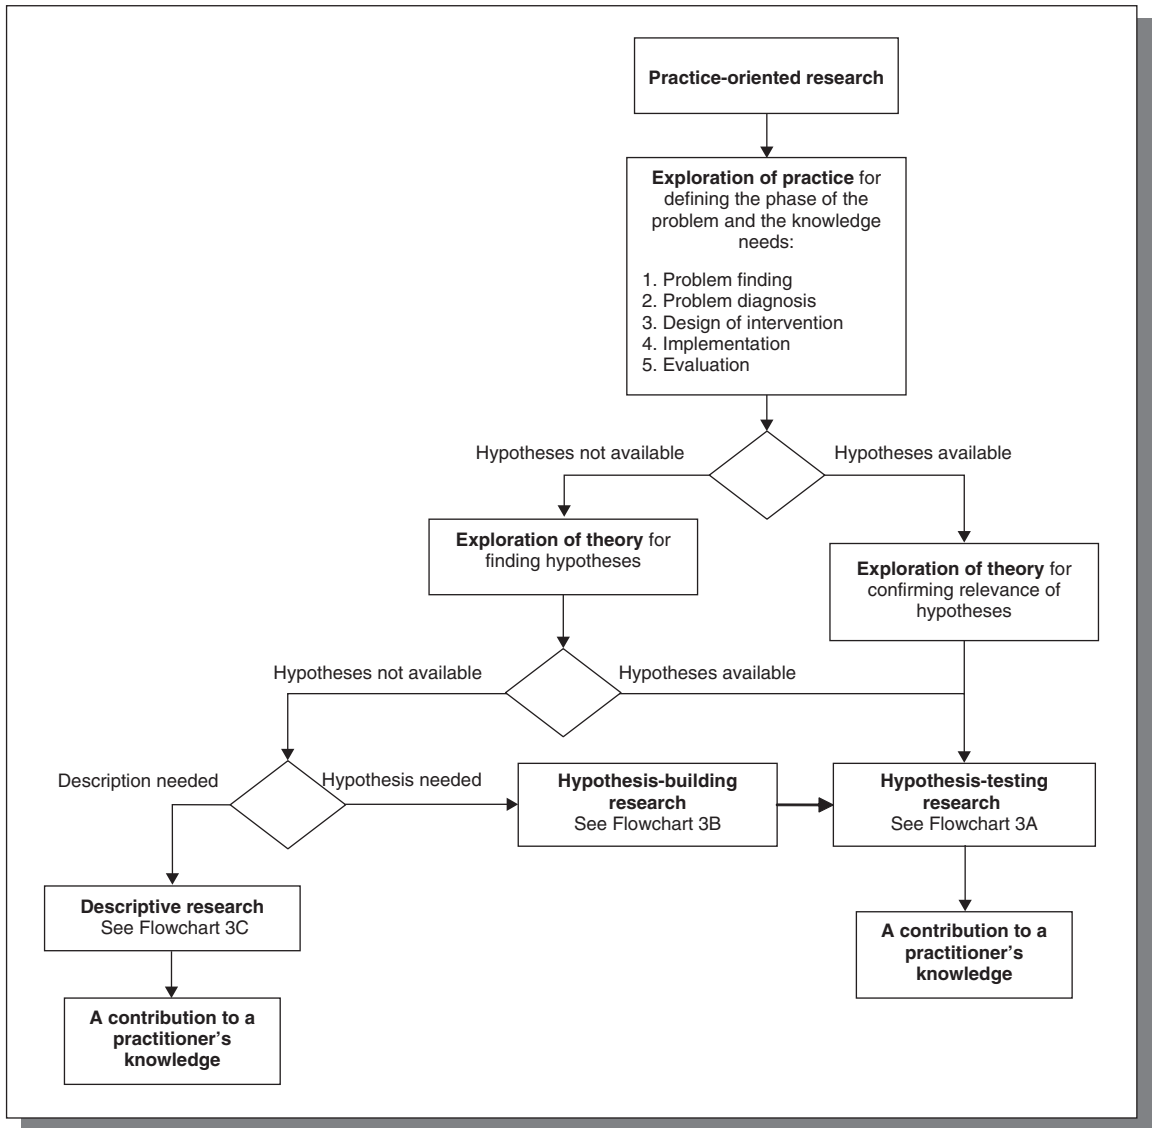 Practice-oriented research
Exploration of practice for
defining the phase of the
problem and the knowledge
needs:
1. Problem finding
2. Problem diagnosis
3. Design of intervention
4. Implementation
5. Evaluation
Hypotheses not available
Hypotheses available
Exploration of theory for
finding hypotheses
Exploration of theory for
confirming relevance of
hypotheses
Hypotheses not available
Hypotheses available
Description needed
Hypothesis needed
Hypothesis-building
research
See Flowchart 3B
Hypothesis-testing
research
See Flowchart 3A
Descriptive research
See Flowchart 3C
A contribution to a
practitioner's
knowledge
A contribution to a
practitioner's
knowledge